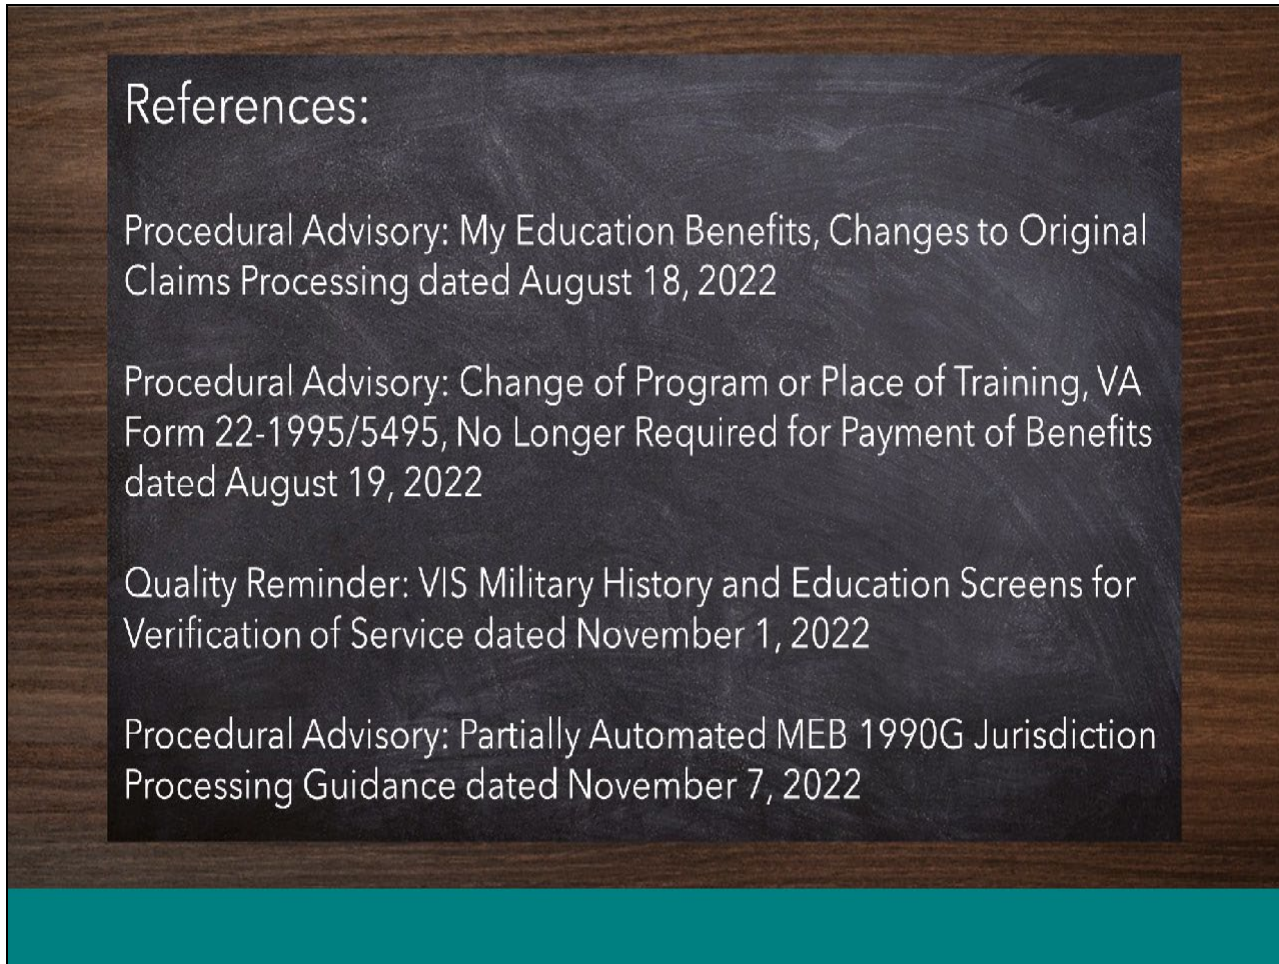 References:
Procedural Advisory: My Education Benefits, Changes to Original
Claims Processing dated August 18, 2022
Procedural Advisory: Change of Program or Place of Training, VA
Form 22-1995/5495, No Longer Required for Payment of Benefits
dated August 19, 2022
Quality Reminder: VIS Military History and Education Screens for
Verification of Service dated November 1, 2022
Procedural Advisory: Partially Automated MEB 1990G Jurisdiction
Processing Guidance dated November 7, 2022